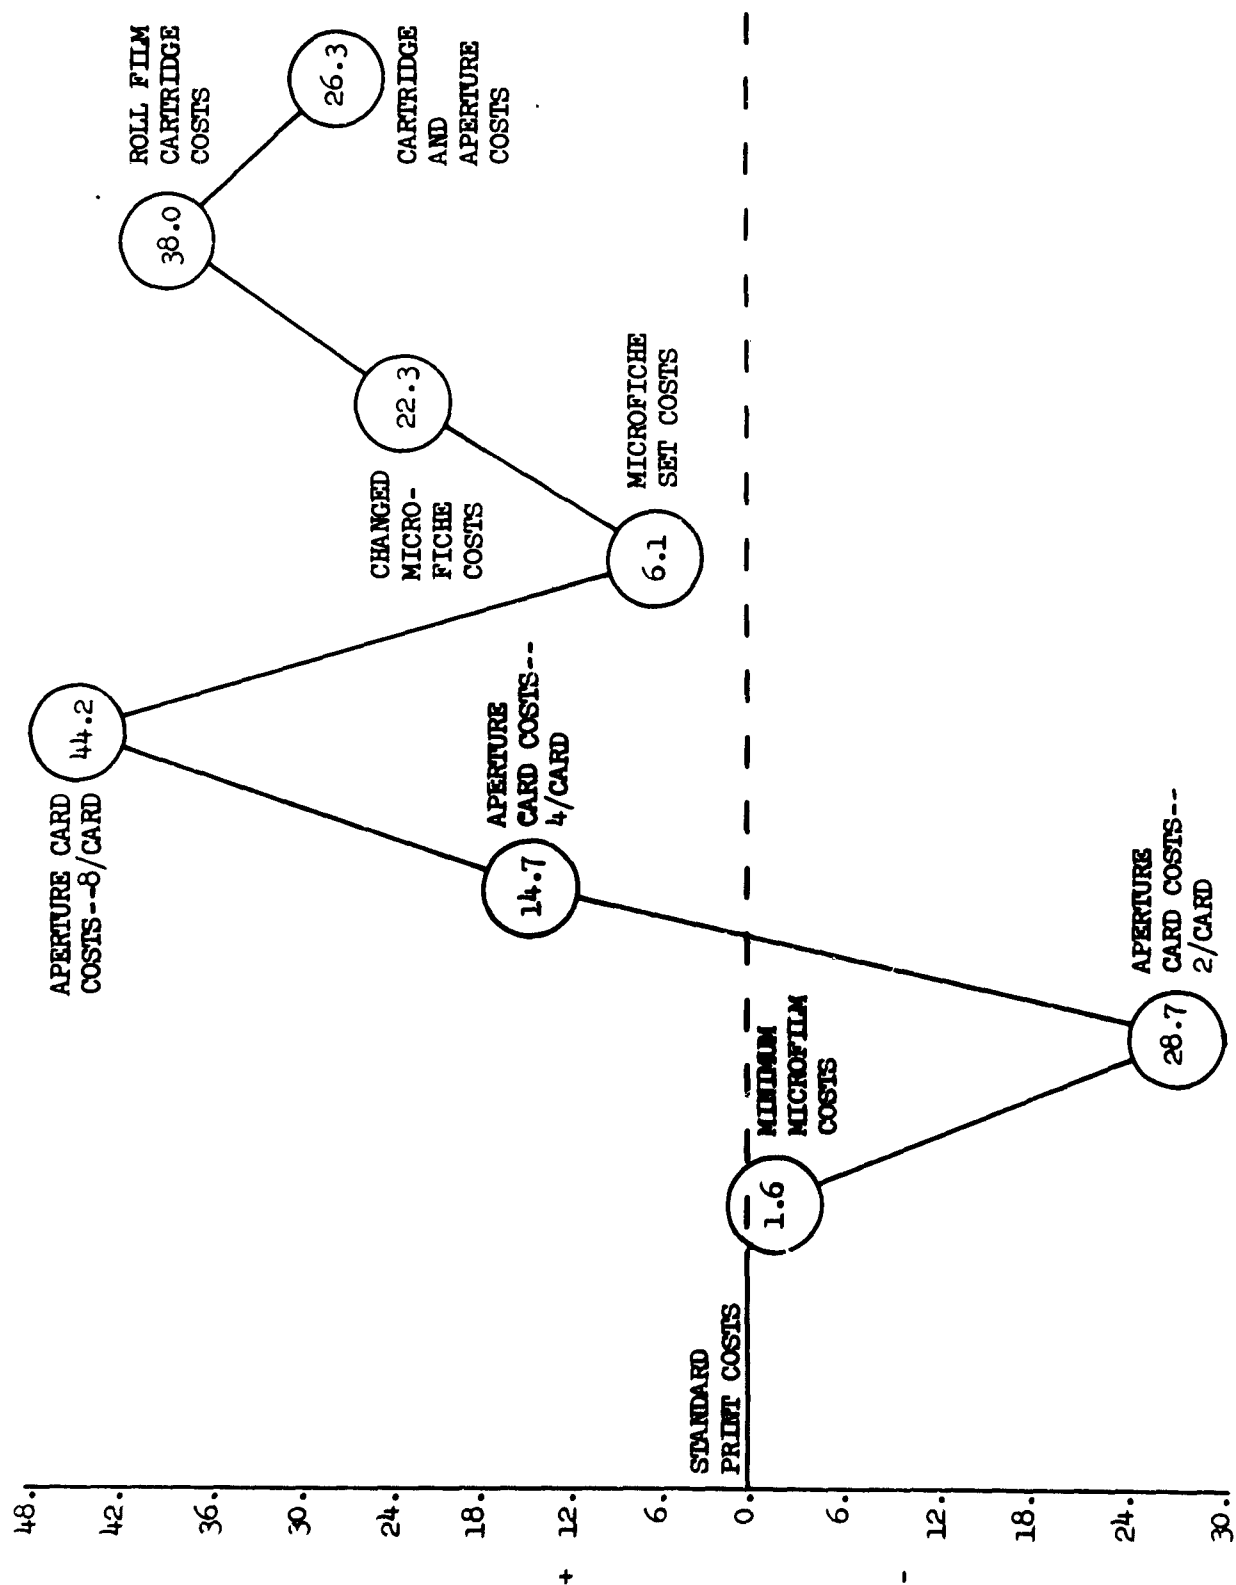 48.
42.
36.
30.
24.
18.
12.
6.
0.
6.
12.
18.
24.
30.
+
-
STANDARD
PRINT COSTS
1.6
MINIMUM
MICROFILM
COSTS
28.7
APERTURE
CARD COSTS--
2/CARD
14.7
APERTURE
CARD COSTS--
4/CARD
APERTURE CARD
COSTS--8/CARD
44.2
6.1
MICROFICHE
SET COSTS
CHANGED
MICRO-
FICHE
COSTS
22.3
38.0
ROLL FILM
CARTRIDGE
COSTS
26.3
CARTRIDGE
AND
APERTURE
COSTS